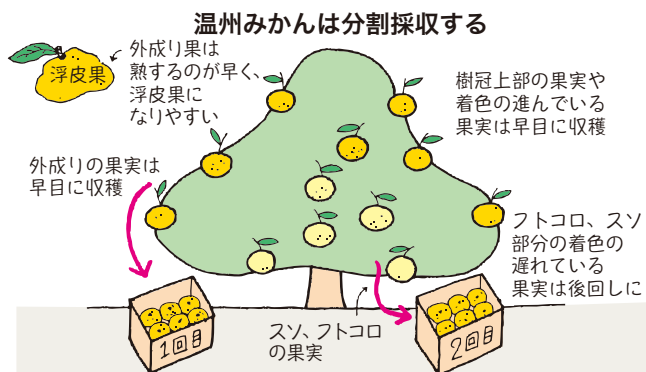 温州みかんは分割採収する
浮皮果
外成り果は
熟するのが早く、
浮皮果に
なりやすい
樹冠上部の果実や
着色の進んでいる
果実は早目に収穫
外成りの果実は
早目に収穫
フトコロ、スソ
部分の着色の
遅れている
果実は後回しに
スソ、フトコロ
の果実
1回目
2回目